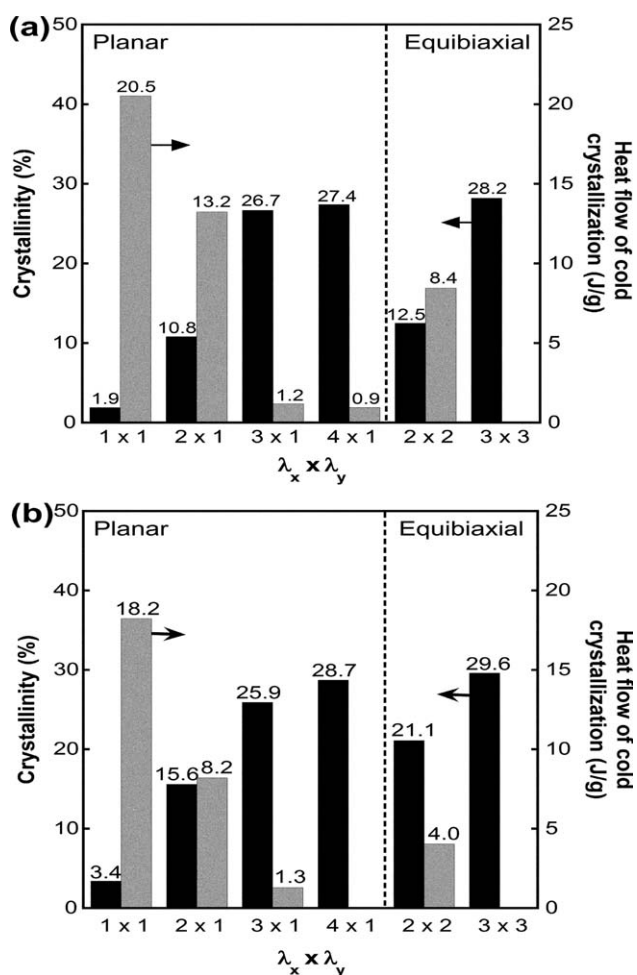 (a)
Planar
Equibiaxial
Crystallinity (%)
50
40
30
20
10
0
20.5
13.2
26.7
27.4
28.2
1.9
10.8
1.2
0.9
12.5
8.4
25
20
15
10
5
0
Heat flow of cold
crystallization (J/g)
1 x 1
2 x 1
3 x 1
4 x 1
2 x 2
3 x 3
λx x λy
(b)
Planar
Equibiaxial
Crystallinity (%)
50
40
30
20
10
0
18.2
3.4
15.6
8.2
25.9
1.3
28.7
21.1
4.0
29.6
25
20
15
10
5
0
Heat flow of cold
crystallization (J/g)
1 x 1
2 x 1
3 x 1
4 x 1
2 x 2
3 x 3
λx x λy